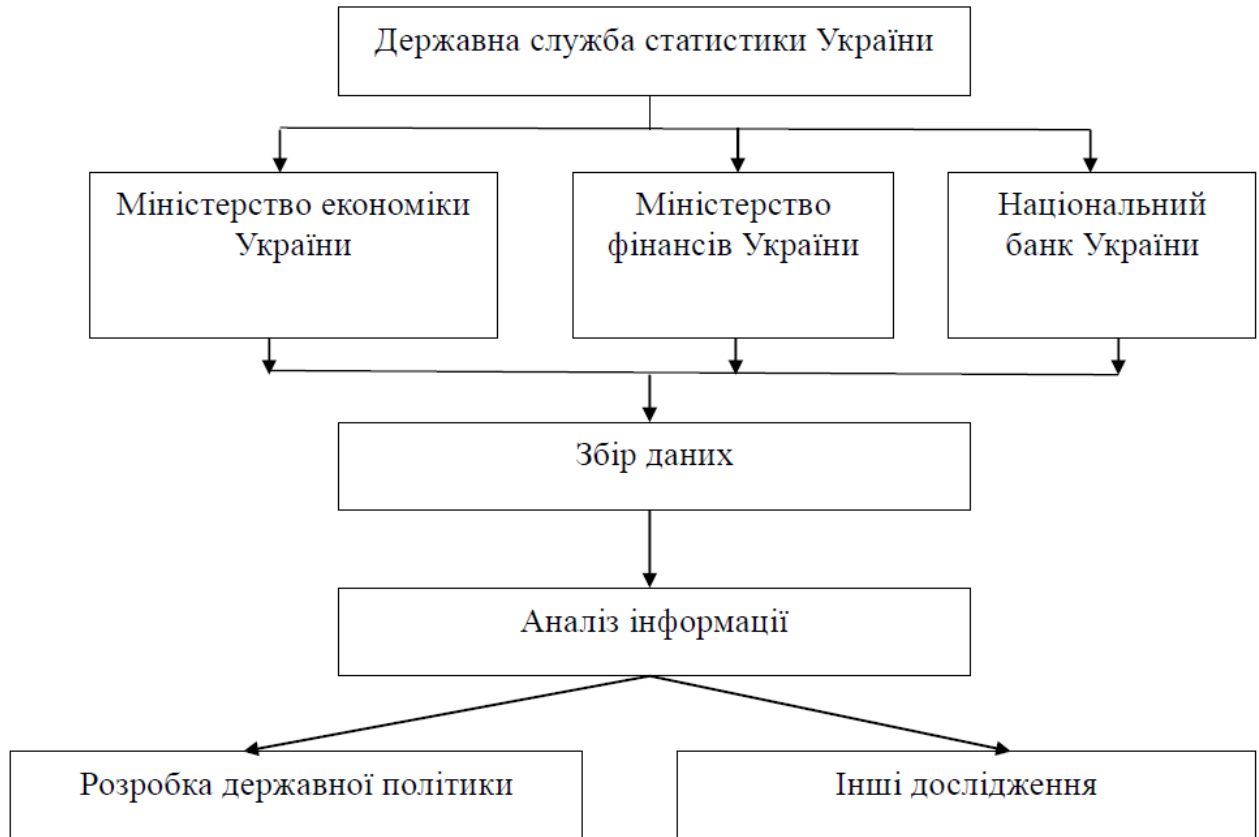 Державна служба статистики України
Міністерство економіки
України
Міністерство
фінансів України
Національний
банк України
Збір даних
Аналіз інформації
Розробка державної політики
Інші дослідження